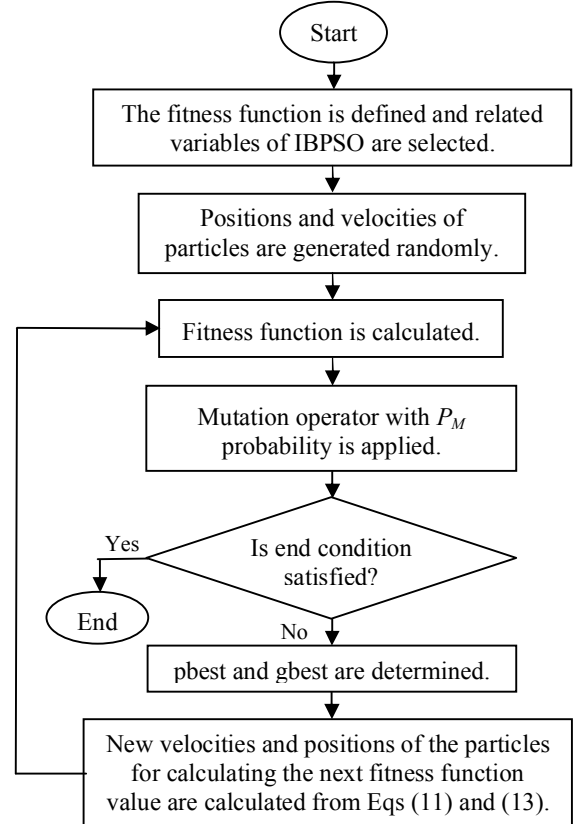 Start
The fitness function is defined and related
variables of IBPSO are selected.
Positions and velocities of
particles are generated randomly.
Fitness function is calculated.
Mutation operator with P_M
probability is applied.
Yes
Is end condition
satisfied?
End
No
pbest and gbest are determined.
New velocities and positions of the particles
for calculating the next fitness function
value are calculated from Eqs (11) and (13).